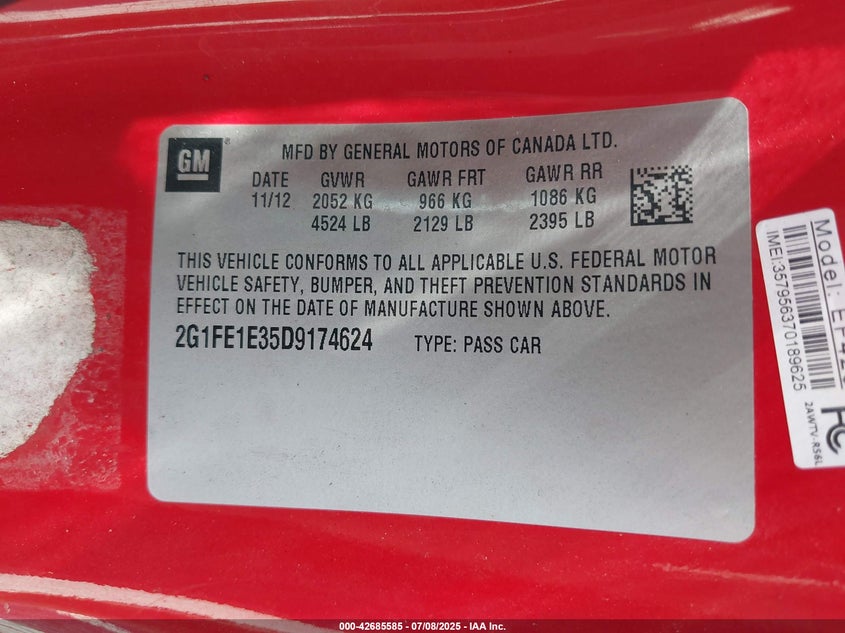 GM
MFD BY GENERAL MOTORS OF CANADA LTD.
DATE GVWR GAWR FRT GAWR RR
11/12 2052 KG 966 KG 1086 KG
4524 LB 2129 LB 2395 LB
THIS VEHICLE CONFORMS TO ALL APPLICABLE U.S. FEDERAL MOTOR
VEHICLE SAFETY, BUMPER, AND THEFT PREVENTION STANDARDS IN
EFFECT ON THE DATE OF MANUFACTURE SHOWN ABOVE.
2G1FE1E35D9174624 TYPE: PASS CAR
Model:
IMEI:357956370189625
2AWTV-R56L
FC
000-42685585 - 07/08/2025 - IAA Inc.